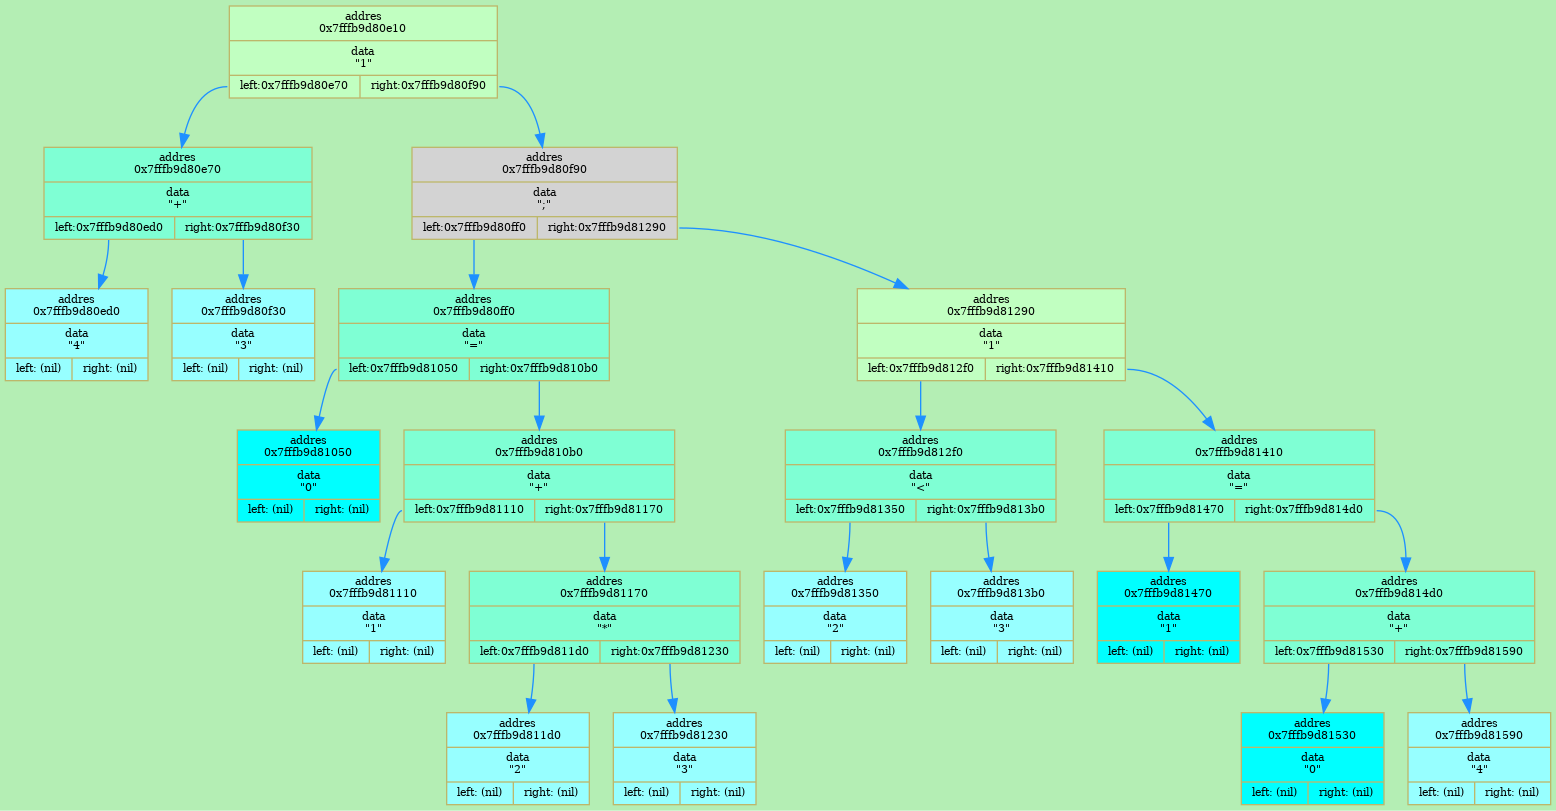 addres
0x7fffb9d80e10
data
"1"
left:0x7fffb9d80e70 right:0x7fffb9d80f90
addres
0x7fffb9d80e70
data
"+"
left:0x7fffb9d80ed0 right:0x7fffb9d80f30
addres
0x7fffb9d80f90
data
";"
left:0x7fffb9d80ff0 right:0x7fffb9d81290
addres
0x7fffb9d80ed0
data
"4"
left: (nil) right: (nil)
addres
0x7fffb9d80f30
data
"3"
left: (nil) right: (nil)
addres
0x7fffb9d80ff0
data
"="
left:0x7fffb9d81050 right:0x7fffb9d810b0
addres
0x7fffb9d81290
data
"1"
left:0x7fffb9d812f0 right:0x7fffb9d81410
addres
0x7fffb9d81050
data
"0"
left: (nil) right: (nil)
addres
0x7fffb9d810b0
data
"+"
left:0x7fffb9d81110 right:0x7fffb9d81170
addres
0x7fffb9d812f0
data
"<"
left:0x7fffb9d81350 right:0x7fffb9d813b0
addres
0x7fffb9d81410
data
"="
left:0x7fffb9d81470 right:0x7fffb9d814d0
addres
0x7fffb9d81110
data
"1"
left: (nil) right: (nil)
addres
0x7fffb9d81170
data
"*"
left:0x7fffb9d811d0 right:0x7fffb9d81230
addres
0x7fffb9d81350
data
"2"
left: (nil) right: (nil)
addres
0x7fffb9d813b0
data
"3"
left: (nil) right: (nil)
addres
0x7fffb9d81470
data
"1"
left: (nil) right: (nil)
addres
0x7fffb9d814d0
data
"+"
left:0x7fffb9d81530 right:0x7fffb9d81590
addres
0x7fffb9d811d0
data
"2"
left: (nil) right: (nil)
addres
0x7fffb9d81230
data
"3"
left: (nil) right: (nil)
addres
0x7fffb9d81530
data
"0"
left: (nil) right: (nil)
addres
0x7fffb9d81590
data
"4"
left: (nil) right: (nil)